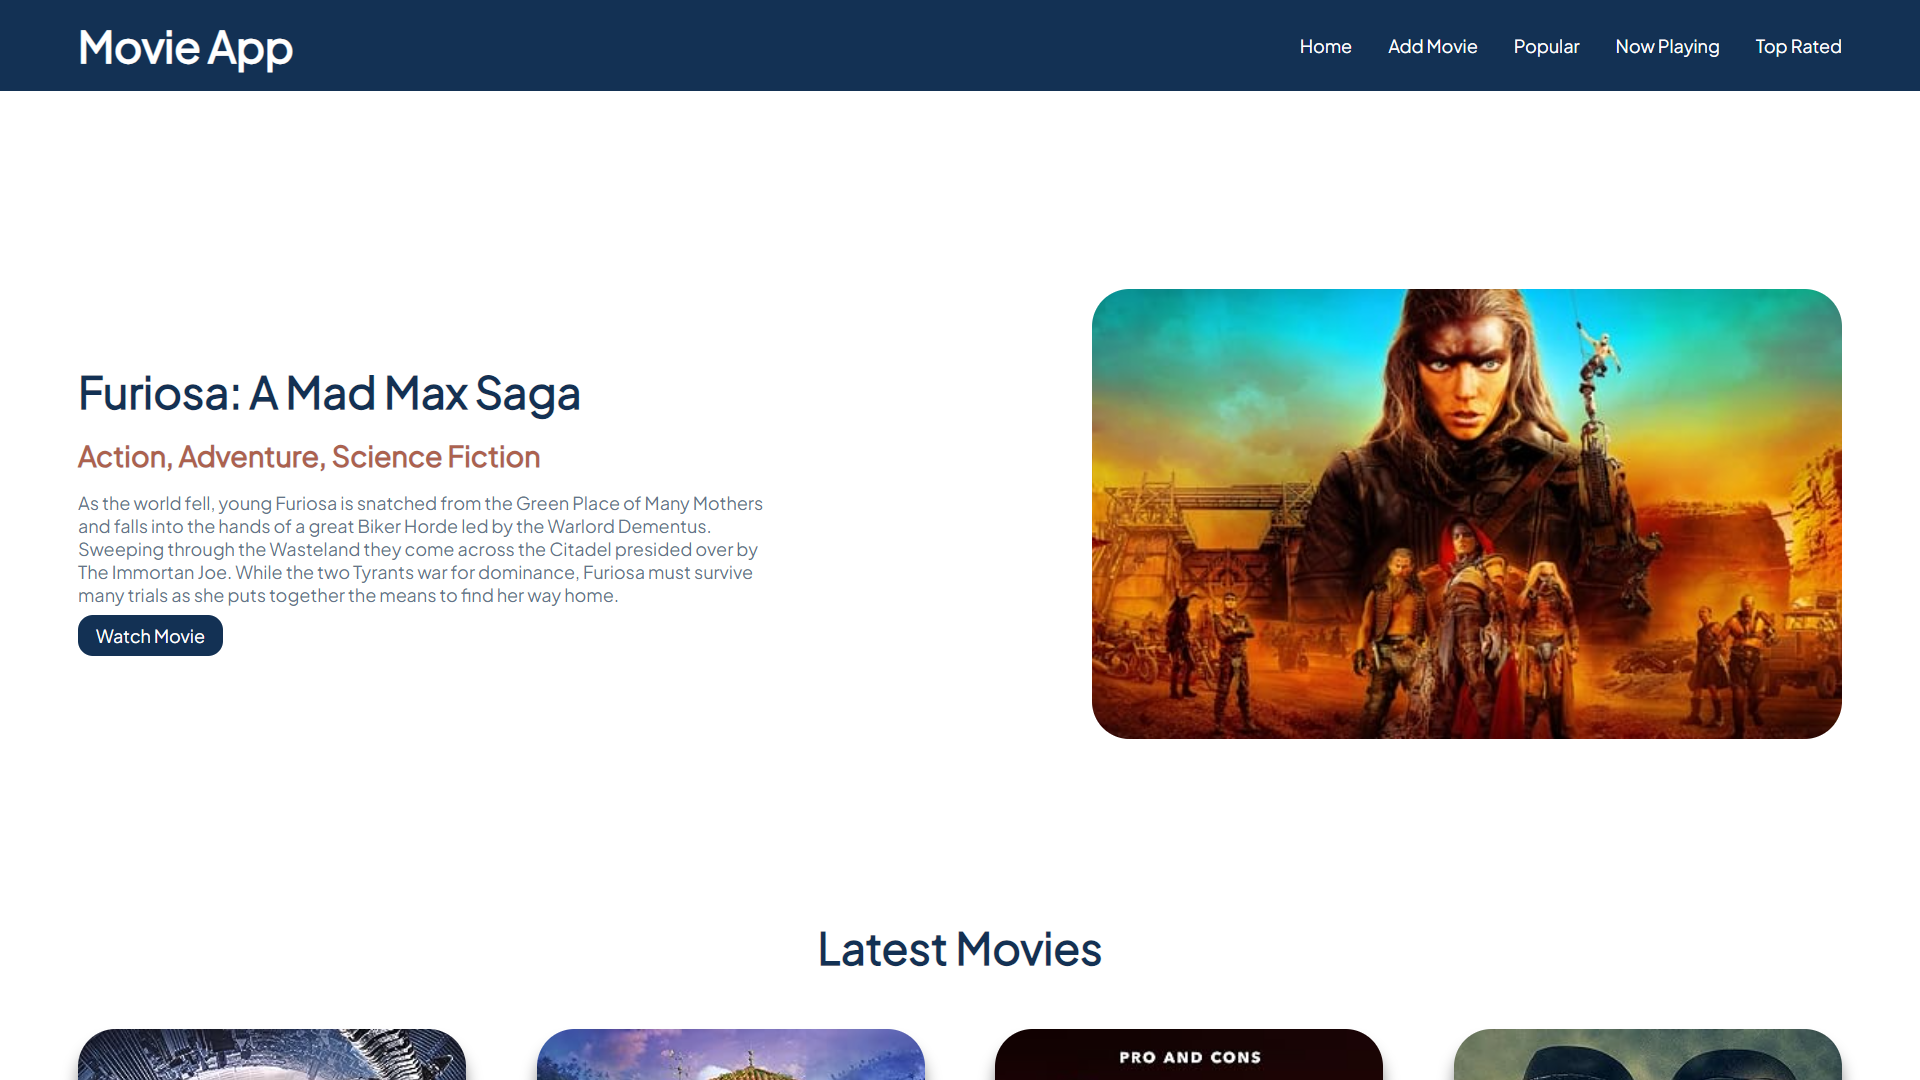 Movie App
Home
Add Movie
Popular
Now Playing
Top Rated
Furiosa: A Mad Max Saga
Action, Adventure, Science Fiction
As the world fell, young Furiosa is snatched from the Green Place of Many Mothers
and falls into the hands of a great Biker Horde led by the Warlord Dementus.
Sweeping through the Wasteland they come across the Citadel presided over by
The Immortan Joe. While the two Tyrants war for dominance, Furiosa must survive
many trials as she puts together the means to find her way home.
Watch Movie
Latest Movies
PRO AND CONS